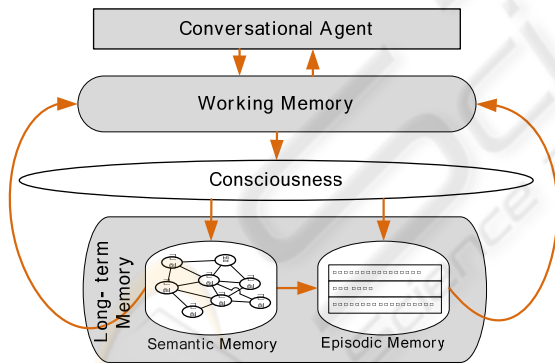 Conversational Agent
Working Memory
Consciousness
Long- term
Memory
Semantic Memory
Episodic Memory